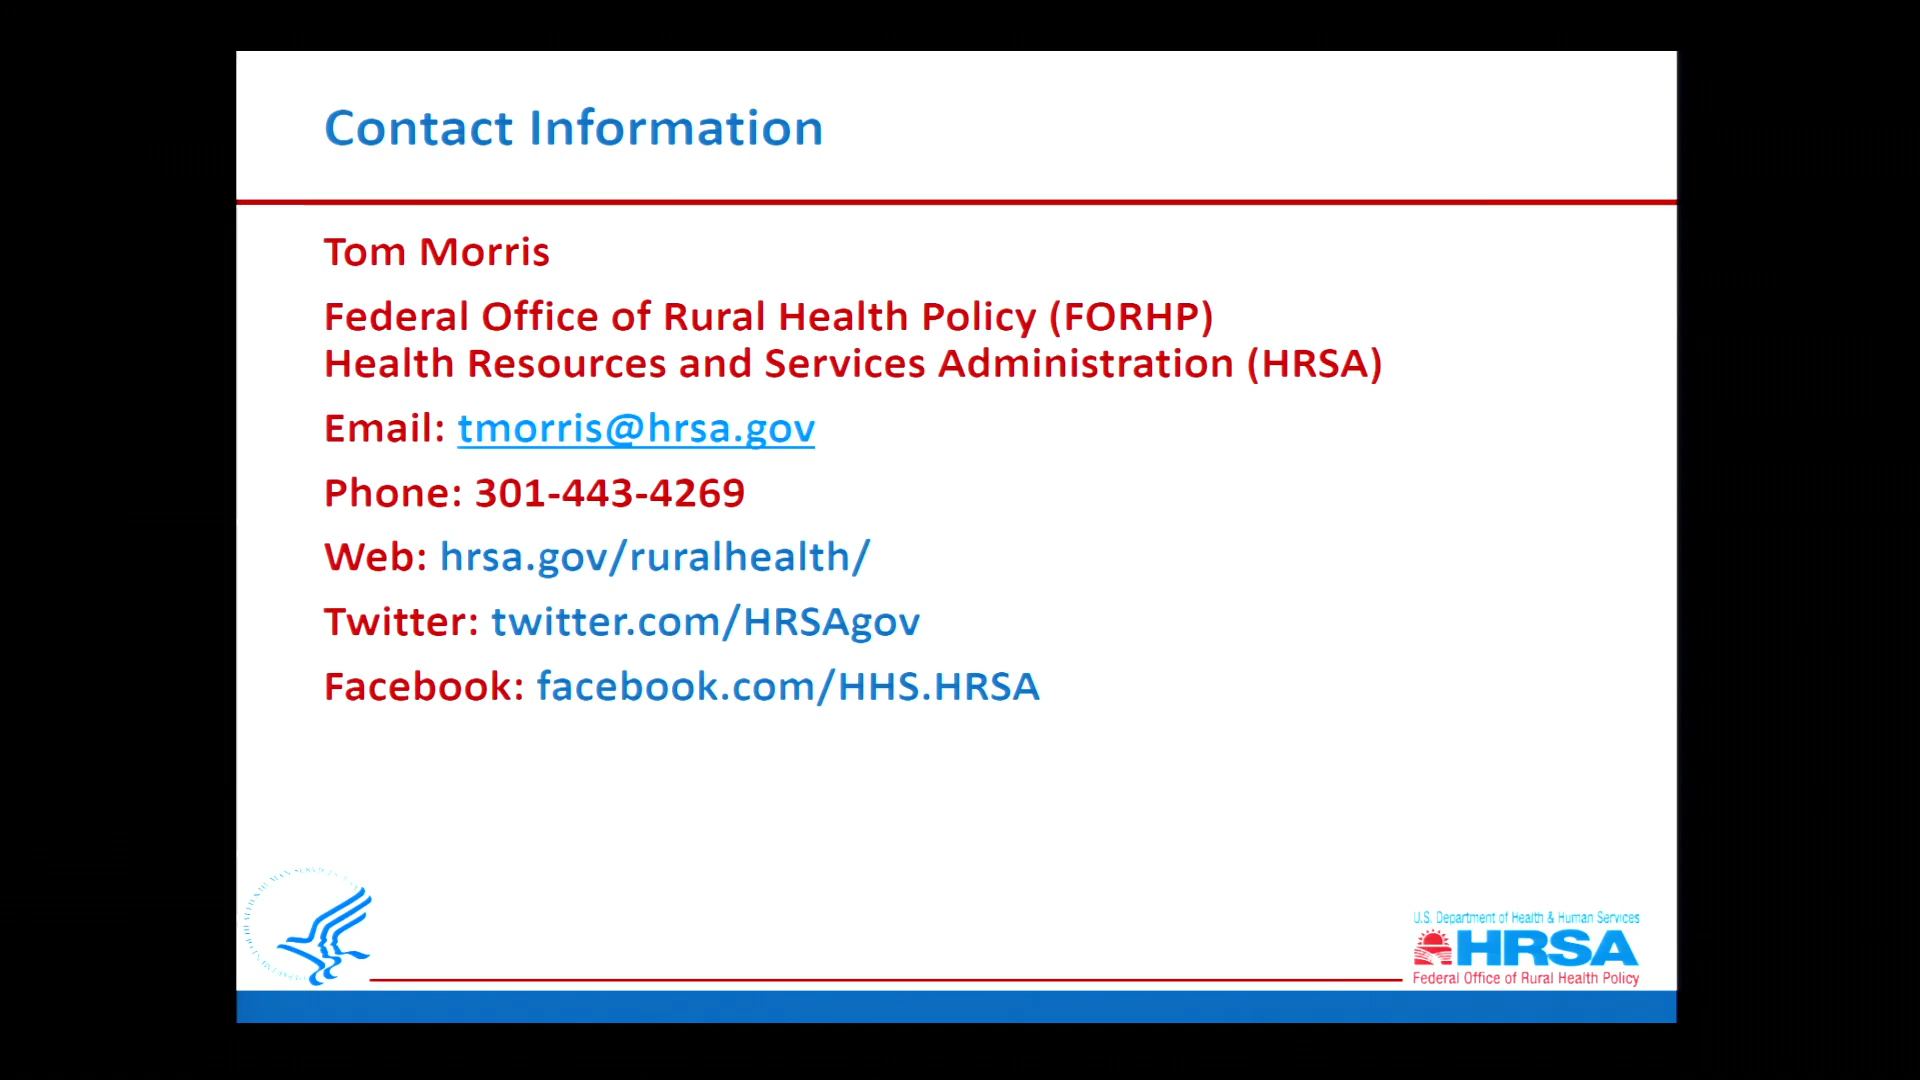 Contact Information
Tom Morris
Federal Office of Rural Health Policy (FORHP)
Health Resources and Services Administration (HRSA)
Email: tmorris@hrsa.gov
Phone: 301-443-4269
Web: hrsa.gov/ruralhealth/
Twitter: twitter.com/HRSAgov
Facebook: facebook.com/HHS.HRSA
U.S. Department of Health & Human Services
HRSA
Federal Office of Rural Health Policy